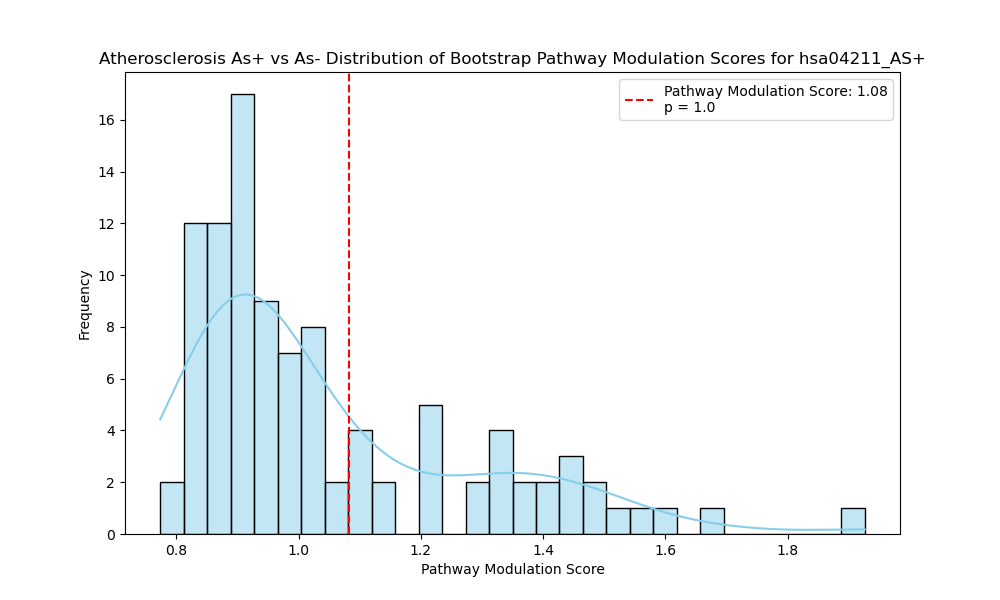 Atherosclerosis As+ vs As- Distribution of Bootstrap Pathway Modulation Scores for hsa04211_AS+
Pathway Modulation Score: 1.08
p = 1.0
Frequency
16
14
12
10
8
6
4
2
0
0.8 1.0 1.2 1.4 1.6 1.8
Pathway Modulation Score